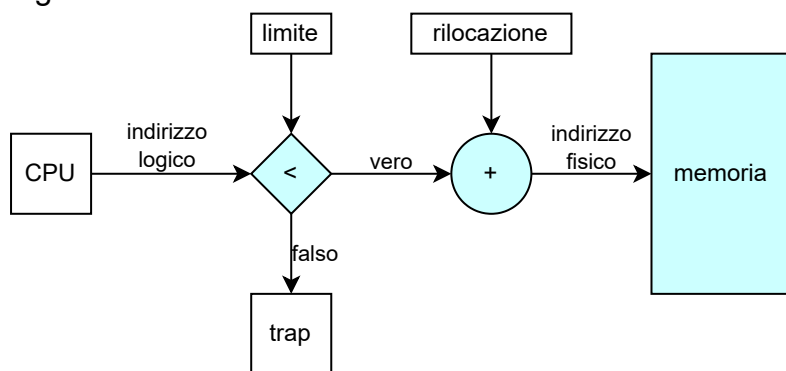 limite
rilocazione
CPU
indirizzo
logico
<
vero
+
indirizzo
fisico
memoria
falso
trap